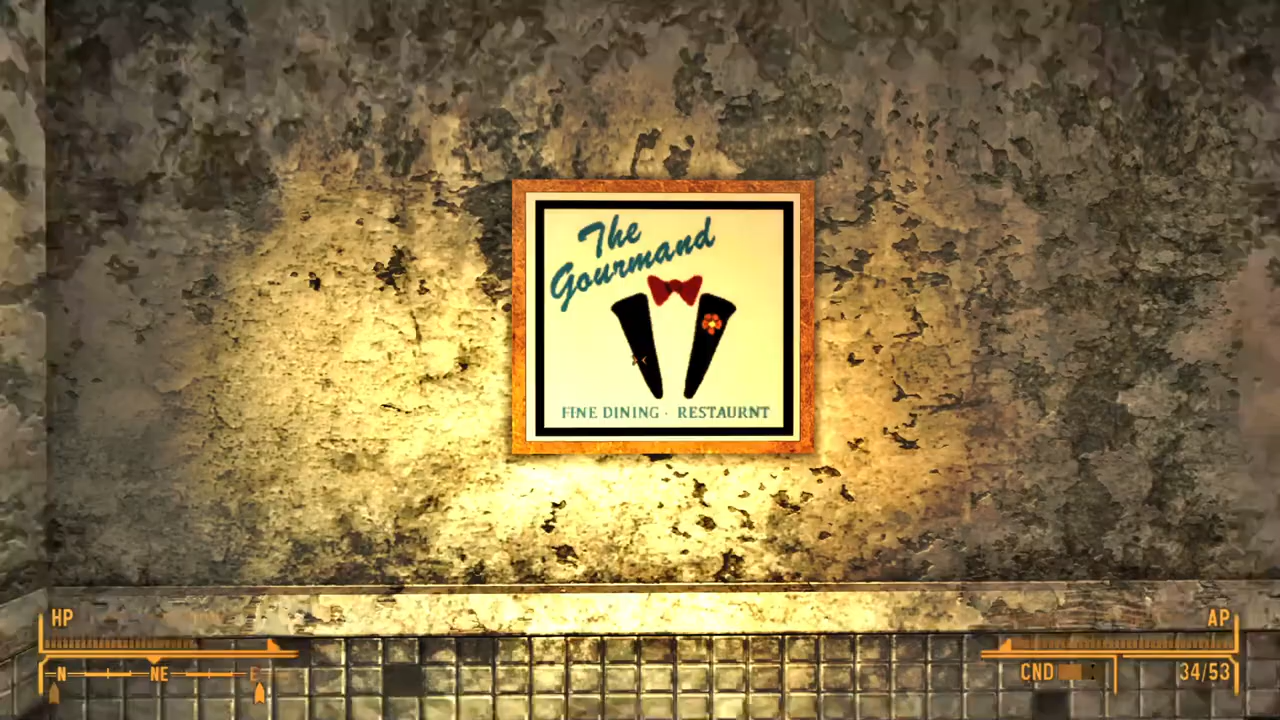 The
Gourmand
FINE DINING · RESTAURNT
HP
AP
N NE E
CND
34/53